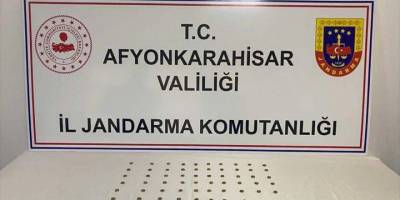 T.C.
AFYONKARAHİSAR
VALİLİĞİ
İL JANDARMA KOMUTANLIĞI
JANDARMA